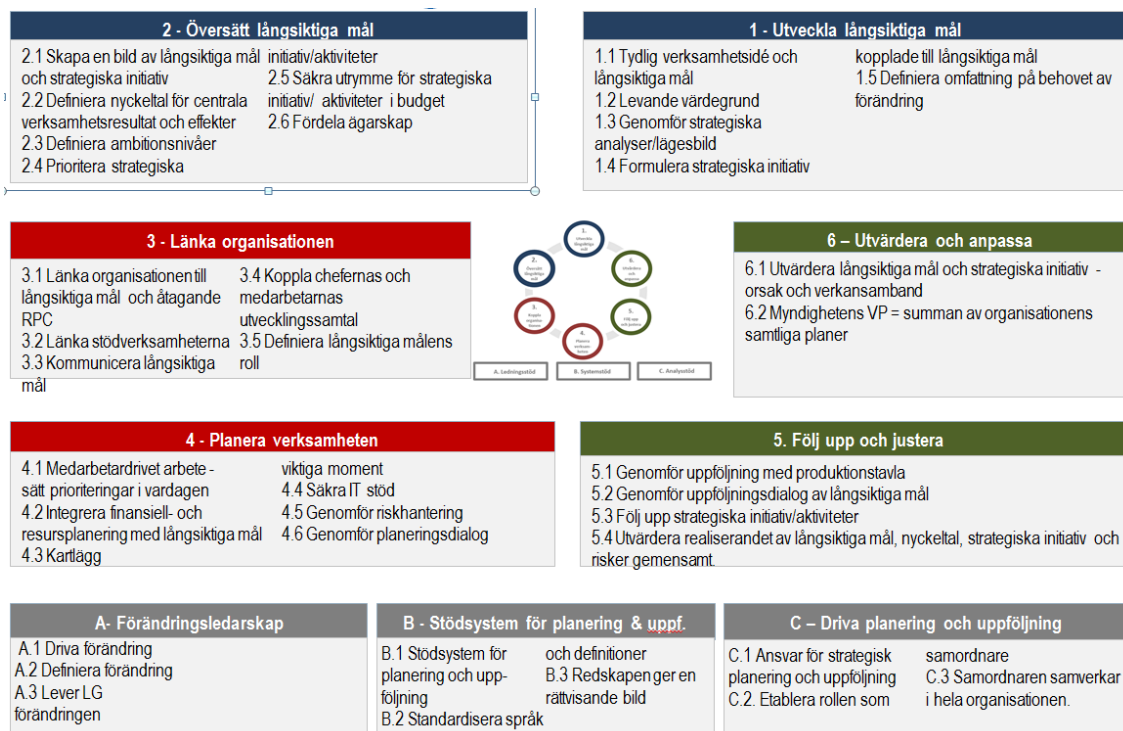 2 - Översätt långsiktiga mål
2.1 Skapa en bild av långsiktiga mål
och strategiska initiativ
2.2 Definiera nyckeltal för centrala
verksamhetsresultat och effekter
2.3 Definiera ambitionsnivåer
2.4 Prioritera strategiska
initiativ/aktiviteter
2.5 Säkra utrymme för strategiska
initiativ/ aktiviteter i budget
2.6 Fördela ägarskap
1 - Utveckla långsiktiga mål
1.1 Tydlig verksamhetsidé och
långsiktiga mål
1.2 Levande värdegrund
1.3 Genomför strategiska
analyser/lägesbild
1.4 Formulera strategiska initiativ
kopplade till långsiktiga mål
1.5 Definiera omfattning på behovet av
förändring
3 - Länka organisationen
3.1 Länka organisationen till
långsiktiga mål och åtagande
RPC
3.2 Länka stödverksamheterna
3.3 Kommunicera långsiktiga
mål
3.4 Koppla chefernas och
medarbetarnas
utvecklingssamtal
3.5 Definiera långsiktiga målens
roll
1.
2.
6.
3.
5.
4.
A. Ledningsstöd
B. Systemstöd
C. Analysstöd
6 – Utvärdera och anpassa
6.1 Utvärdera långsiktiga mål och strategiska initiativ -
orsak och verkansamband
6.2 Myndighetens VP = summan av organisationens
samtliga planer
4 - Planera verksamheten
4.1 Medarbetardrivet arbete -
sätt prioriteringar i vardagen
4.2 Integrera finansiell- och
resursplanering med långsiktiga mål
4.3 Kartlägg
viktiga moment
4.4 Säkra IT stöd
4.5 Genomför riskhantering
4.6 Genomför planeringsdialog
5. Följ upp och justera
5.1 Genomför uppföljning med produktionstavla
5.2 Genomför uppföljningsdialog av långsiktiga mål
5.3 Följ upp strategiska initiativ/aktiviteter
5.4 Utvärdera realiserandet av långsiktiga mål, nyckeltal, strategiska initiativ och
risker gemensamt.
A- Förändringsledarskap
A.1 Driva förändring
A.2 Definiera förändring
A.3 Lever LG
förändringen
B - Stödsystem för planering & uppf.
B.1 Stödsystem för
planering och upp-
följning
B.2 Standardisera språk
och definitioner
B.3 Redskapen ger en
rättvisande bild
C – Driva planering och uppföljning
C.1 Ansvar för strategisk
planering och uppföljning
C.2. Etablera rollen som
samordnare
C.3 Samordnaren samverkar
i hela organisationen.